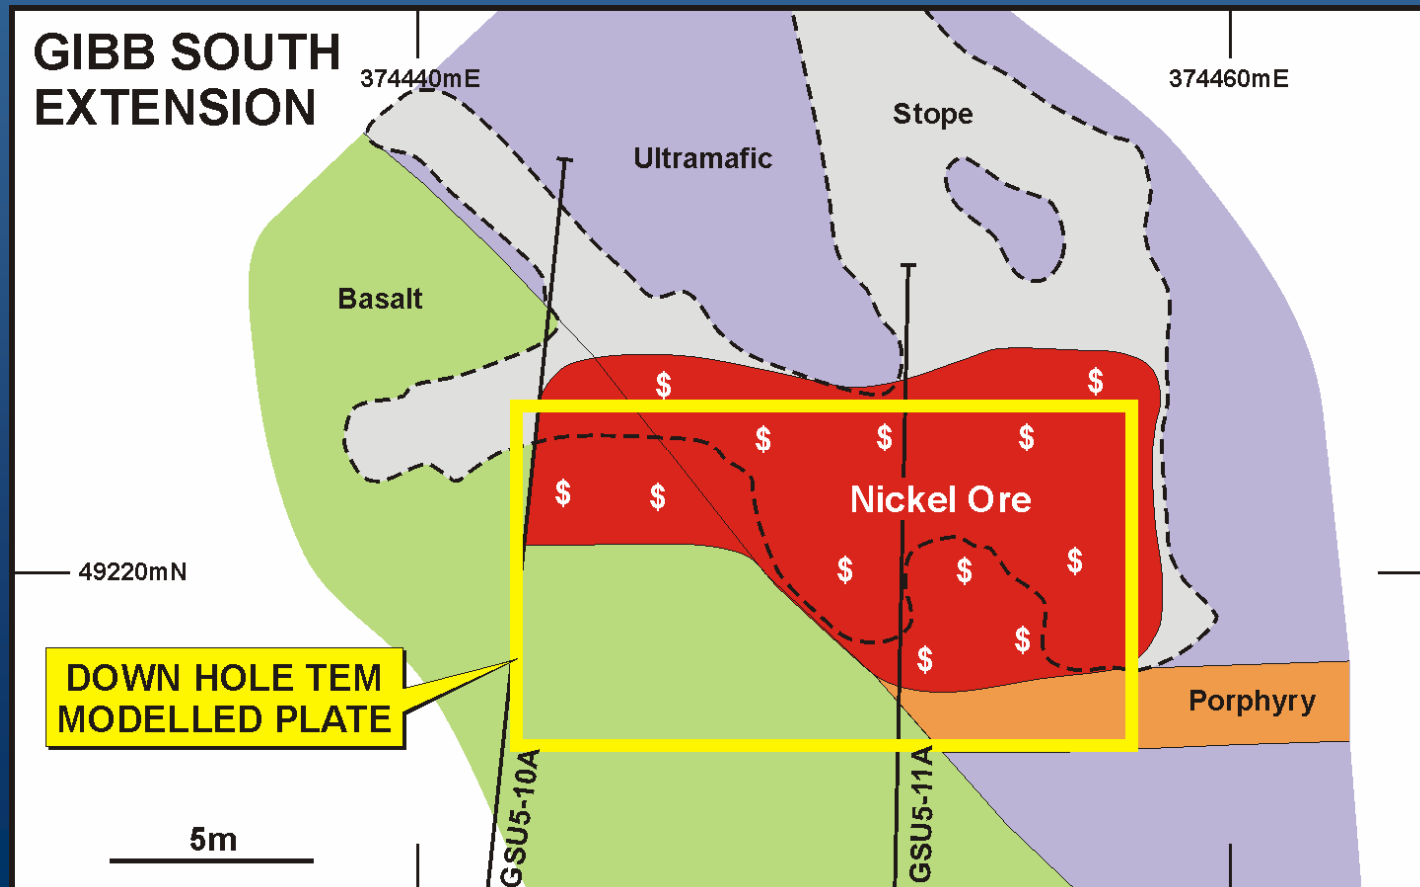 GIBB SOUTH
EXTENSION
374440mE
374460mE
Stope
Ultramafic
Basalt
$
$
$
$
$
$
$
Nickel Ore
$
$
$
$
$
49220mN
DOWN HOLE TEM
MODELLED PLATE
Porphyry
GSU5-10A
GSU5-11A
5m